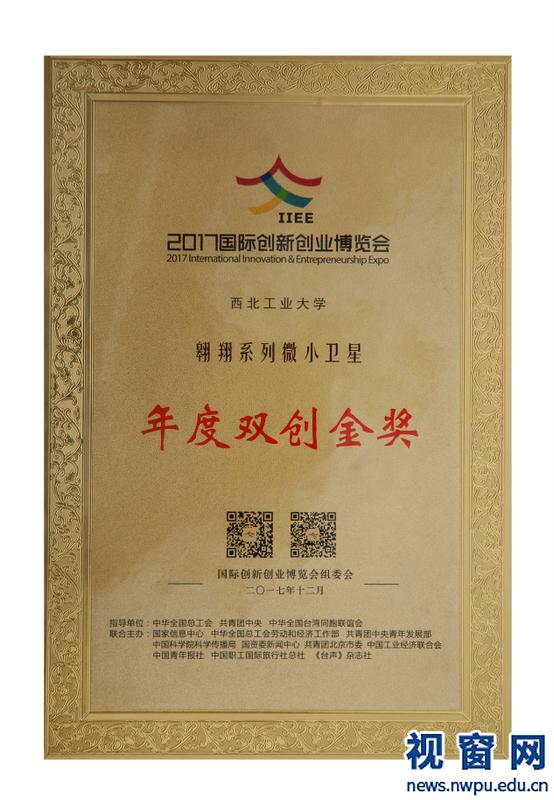 IIEE
2017国际创新创业博览会
2017 International Innovation & Entrepreneurship Expo
西北工业大学
翱翔系列微小卫星
年度双创金奖
国际创新创业博览会组委会
二〇一七年十二月
指导单位：中华全国总工会 共青团中央 中华全国台湾同胞联谊会
联合主办：国家信息中心 中华全国总工会劳动和经济工作部 共青团中央青年发展部
中国科学院科学传播局 国资委新闻中心 共青团北京市委 中国工业经济联合会
中国青年报社 中国职工国际旅行社总社 《台声》杂志社
视窗网
news.nwpu.edu.cn